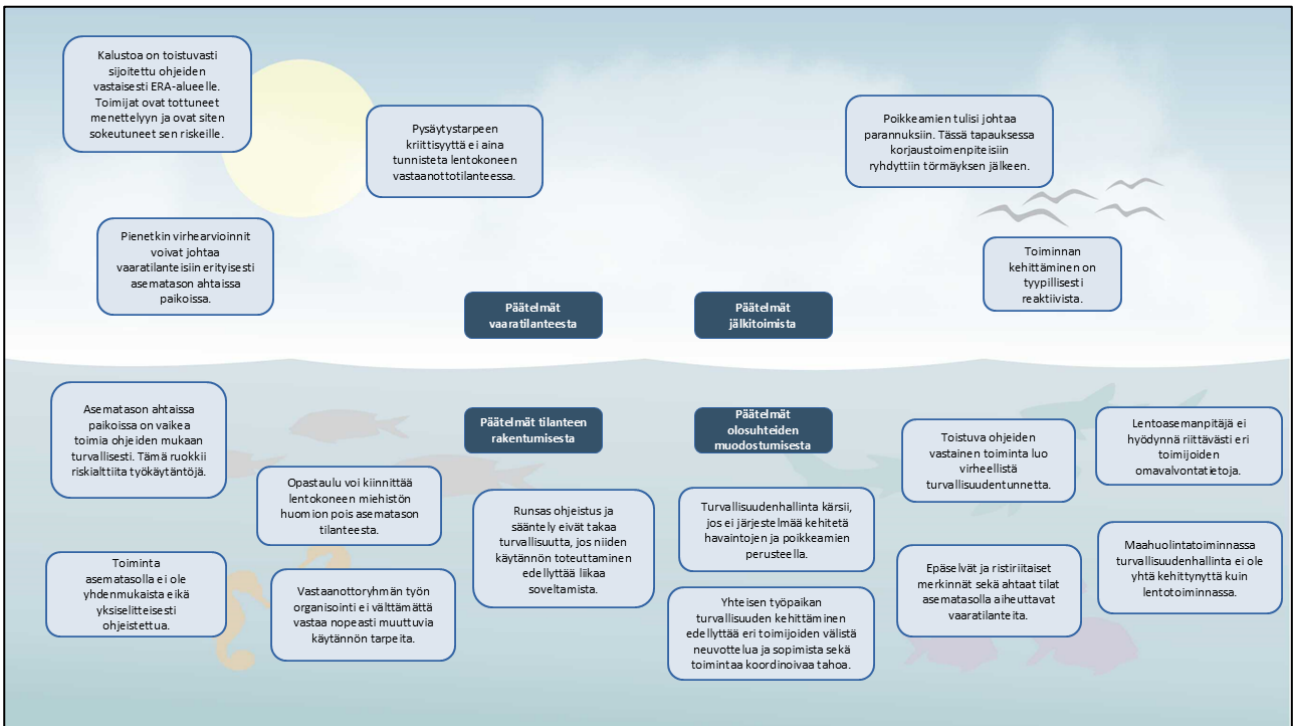 Kalustoa on toistuvasti
sijoitettu ohjeiden
vastaisesti ERA-alueelle.
Toimijat ovat tottuneet
menettelyyn ja ovat siten
sokeutuneet sen riskeille.
Pysäytystarpeen
kriittisyyttä ei aina
tunnisteta lentokoneen
vastaanottotilanteessa.
Poikkeamien tulisi johtaa
parannuksiin. Tässä tapauksessa
korjaustoimenpiteisiin
ryhdyttiin törmäyksen jälkeen.
Pienetkin virhearvioinnit
voivat johtaa
vaaratilanteisiin erityisesti
asematason ahtaissa
paikoissa.
Toiminnan
kehittäminen on
tyypillisesti
reaktiivista.
Päätelmät
vaaratilanteesta
Päätelmät
jälkitoimista
Päätelmät tilanteen
rakentumisesta
Päätelmät
olosuhteiden
muodostumisesta
Asematason ahtaissa
paikoissa on vaikea
toimia ohjeiden mukaan
turvallisesti. Tämä ruokkii
riskialttiita työkäytäntöjä.
Opastaulu voi kiinnittää
lentokoneen miehistön
huomion pois asematason
tilanteesta.
Runsas ohjeistus ja
sääntely eivät takaa
turvallisuutta, jos niiden
käytännön toteuttaminen
edellyttää liikaa
soveltamista.
Turvallisuudenhallinta kärsii,
jos ei järjestelmää kehitetä
havaintojen ja poikkeamien
perusteella.
Toistuva ohjeiden
vastainen toiminta luo
virheellistä
turvallisuudentunnetta.
Lentoasemanpitäjä ei
hyödynnä riittävästi eri
toimijoiden
omavalvontatietoja.
Toiminta
asematasolla ei ole
yhdenmukaista eikä
yksiselitteisesti
ohjeistettua.
Vastaanottoryhmän työn
organisointi ei välttämättä
vastaa nopeasti muuttuvia
käytännön tarpeita.
Yhteisen työpaikan
turvallisuuden kehittäminen
edellyttää eri toimijoiden välistä
neuvottelua ja sopimista sekä
toimintaa koordinoivaa tahoa.
Epäselvät ja ristiriitaiset
merkinnät sekä ahtaat tilat
asematasolla aiheuttavat
vaaratilanteita.
Maahuolintatoiminnassa
turvallisuudenhallinta ei ole
yhtä kehittynyttä kuin
lentotoiminnassa.